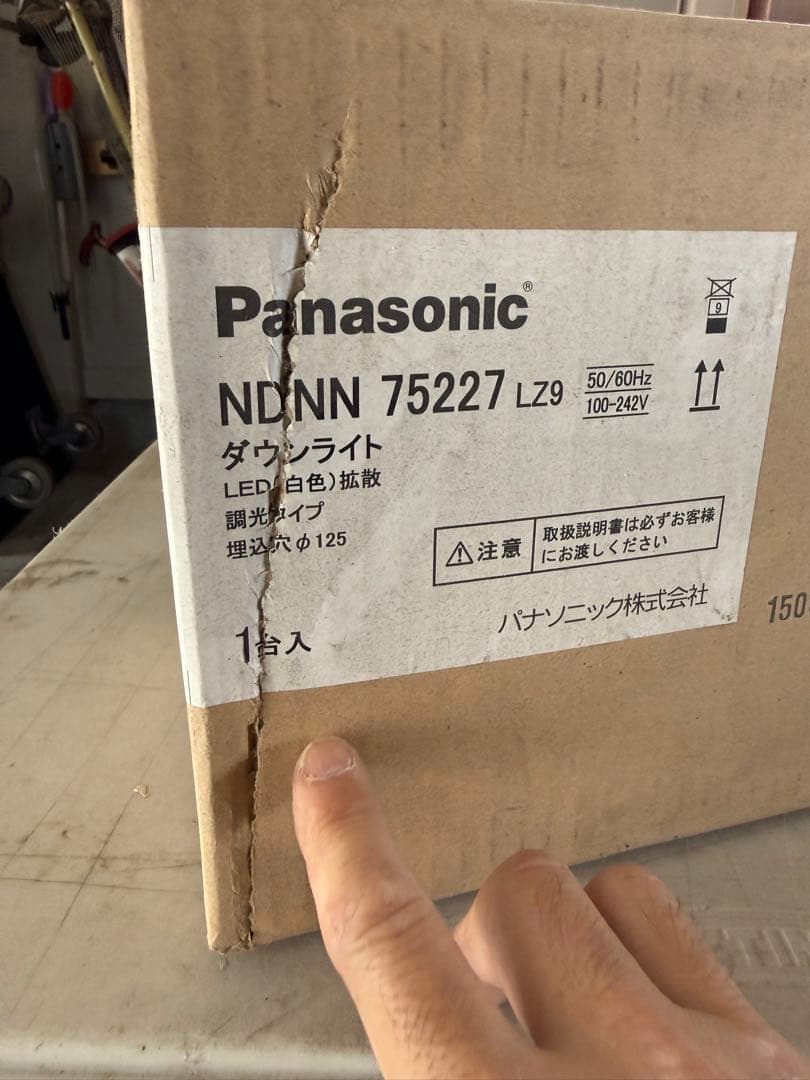 Panasonic®
NDNN 75227 LZ9
50/60Hz
100-242V
9
ダウンライト
LED(白色)拡散
調光タイプ
埋込穴φ125
⚠注意
取扱説明書は必ずお客様
にお渡しください
1台入
パナソニック株式会社
150